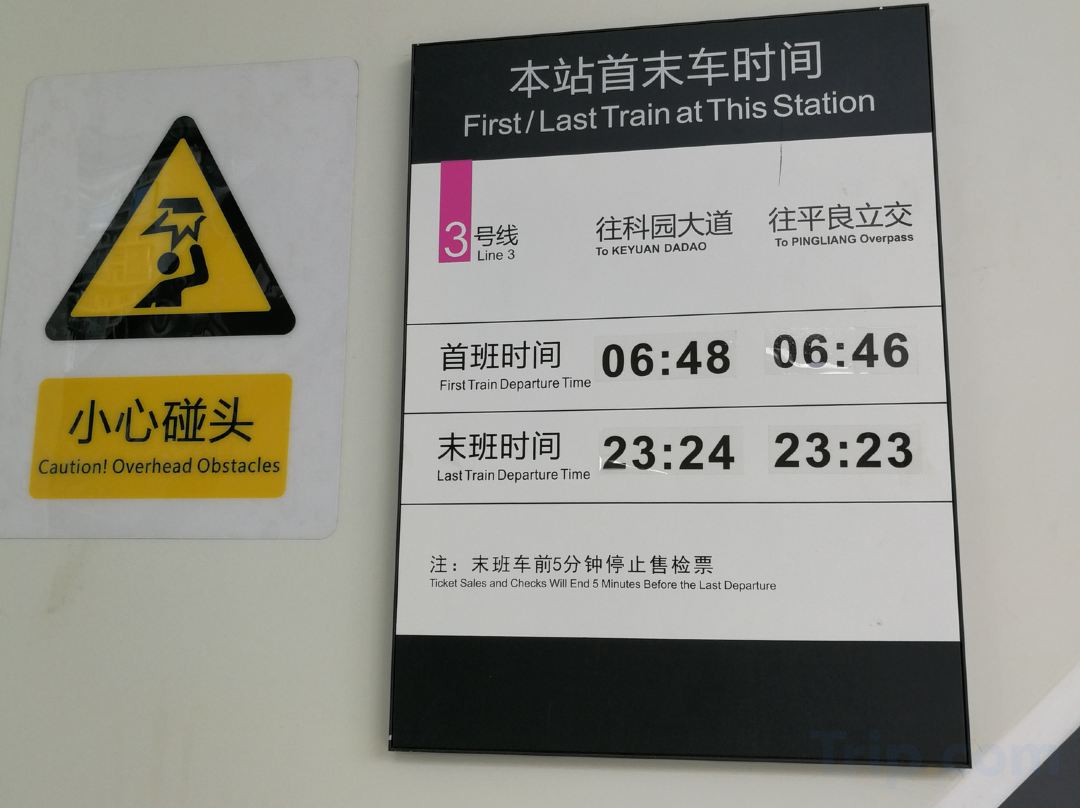 小心碰头
Caution! Overhead Obstacles
本站首末车时间
First/Last Train at This Station
3号线
Line 3
往科园大道
To KEYUAN DADAO
往平良立交
To PINGLIANG Overpass
首班时间 06:48 06:46
First Train Departure Time
末班时间 23:24 23:23
Last Train Departure Time
注：末班车前5分钟停止售检票
Ticket Sales and Checks Will End 5 Minutes Before the Last Departure
Trip.com